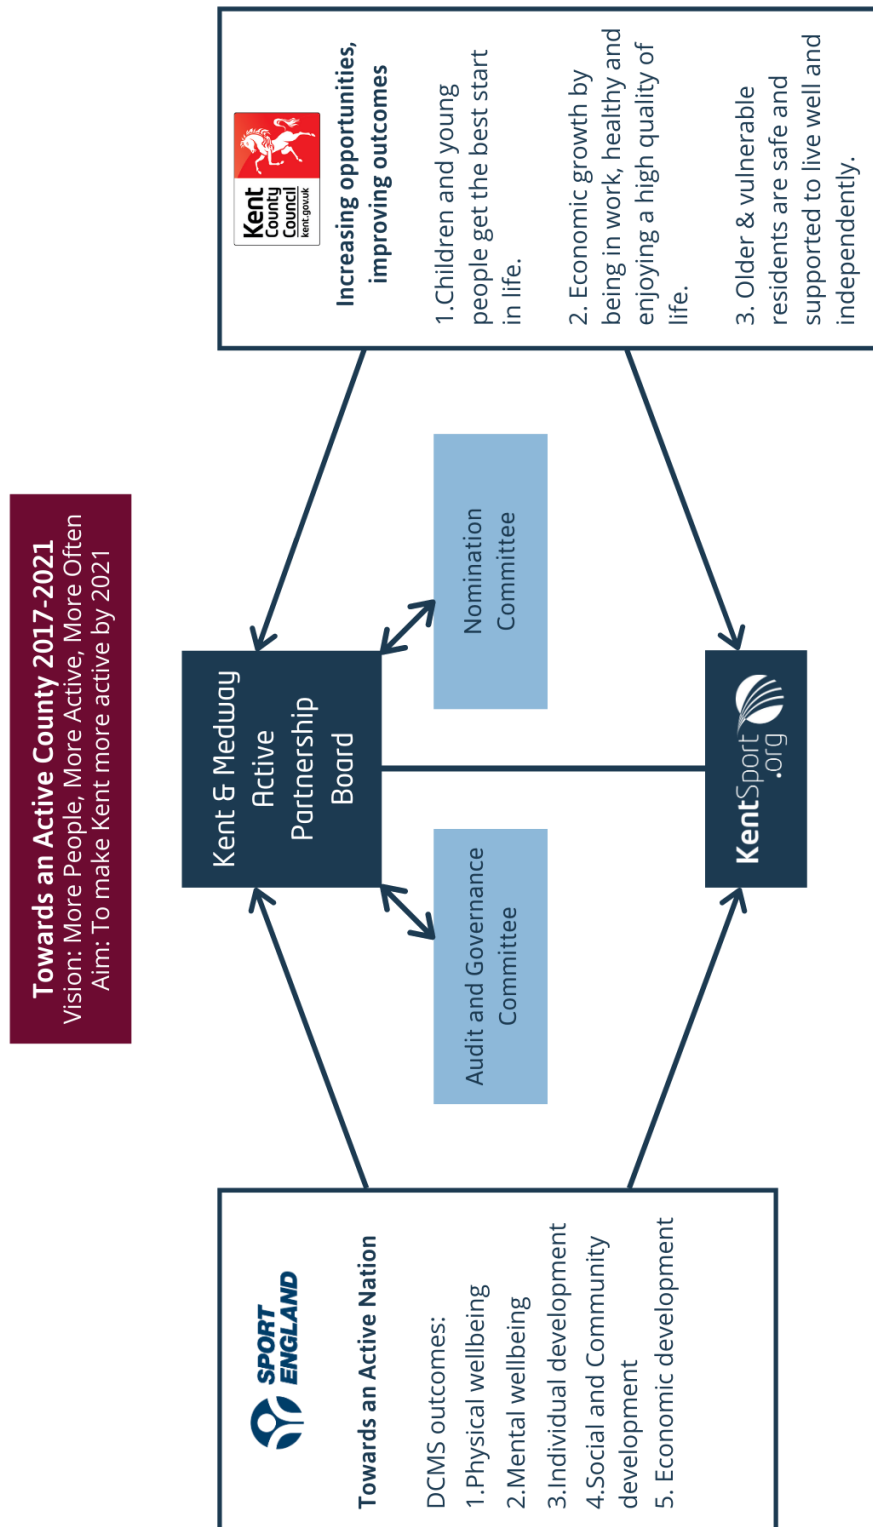 Towards an Active County 2017-2021
Vision: More People, More Active, More Often
Aim: To make Kent more active by 2021
SPORT
ENGLAND
Towards an Active Nation
DCMS outcomes:
1.Physical wellbeing
2.Mental wellbeing
3.Individual development
4.Social and Community
development
5. Economic development
Kent & Medway
Active
Partnership
Board
Audit and Governance
Committee
Nomination
Committee
KentSport
.org
Kent
County
Council
kent.gov.uk
Increasing opportunities,
improving outcomes
1.Children and young
people get the best start
in life.
2. Economic growth by
being in work, healthy and
enjoying a high quality of
life.
3. Older & vulnerable
residents are safe and
supported to live well and
independently.